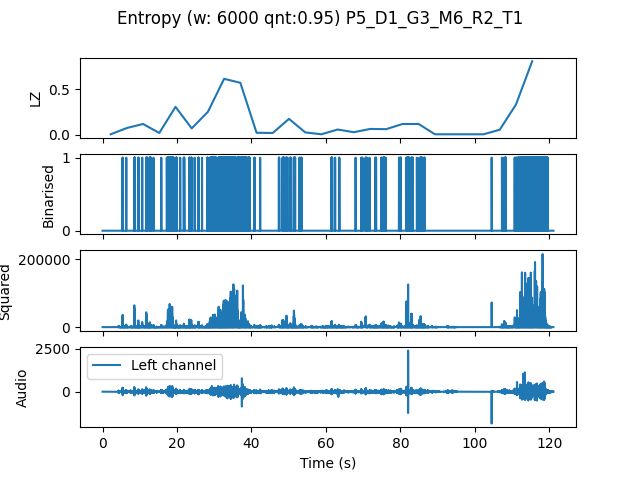 Entropy (w: 6000 qnt:0.95) P5_D1_G3_M6_R2_T1
LZ
0.5
0.0
Binarised
1
0
Squared
200000
0
Audio
2500
0
Left channel
0 20 40 60 80 100 120
Time (s)